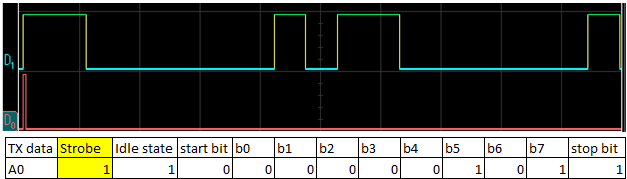 D1
D0
TX data Strobe Idle state start bit b0 b1 b2 b3 b4 b5 b6 b7 stop bit
A0 1 1 0 0 0 0 0 0 1 0 1 1